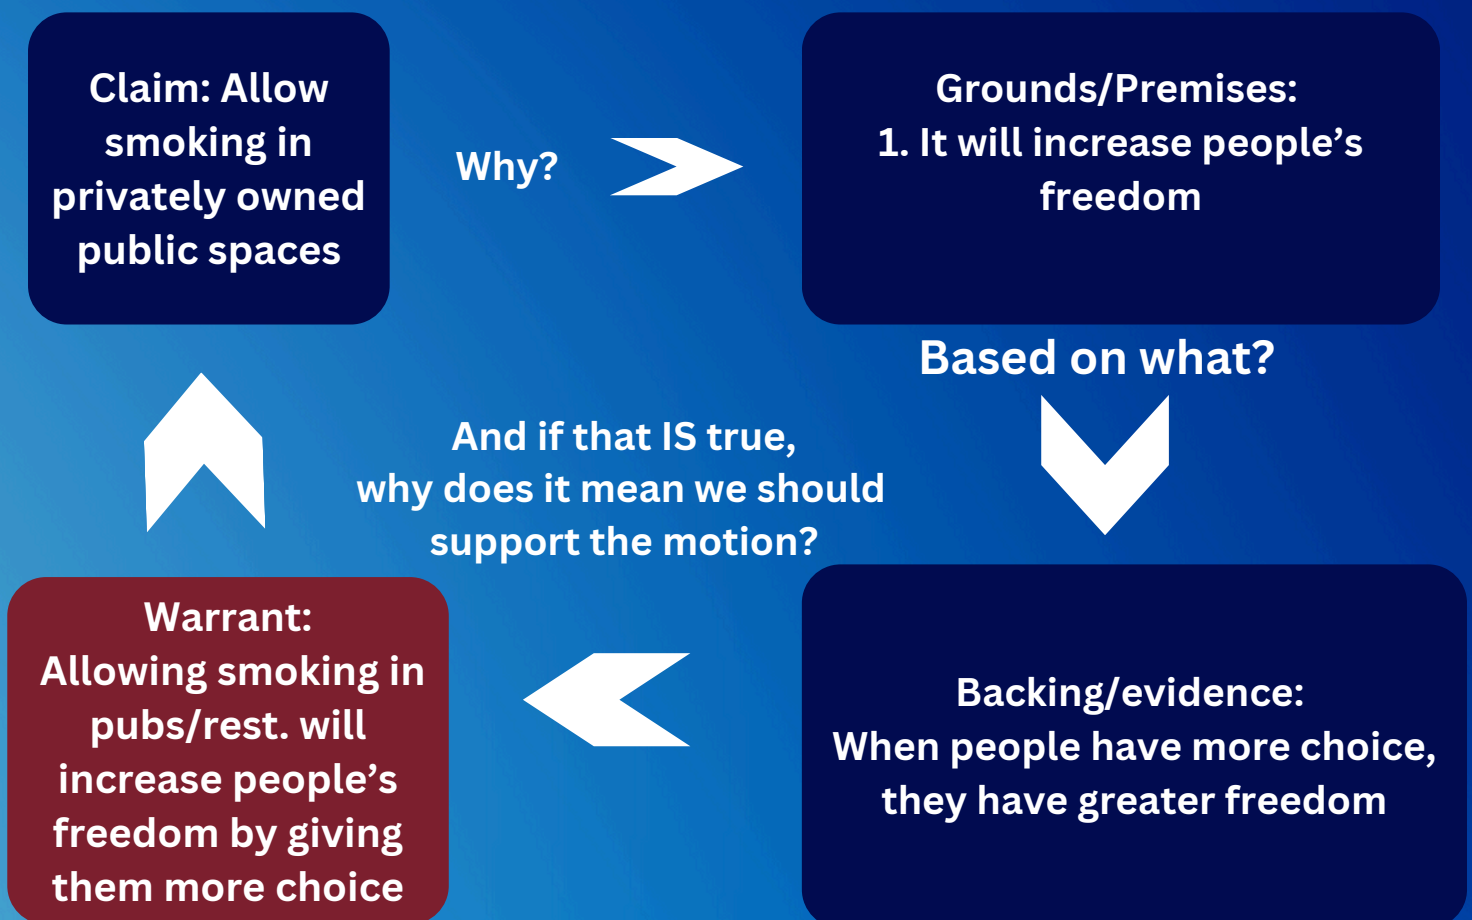 Claim: Allow
smoking in
privately owned
public spaces
Why?
Grounds/Premises:
1. It will increase people’s
freedom
Based on what?
And if that IS true,
why does it mean we should
support the motion?
Backing/evidence:
When people have more choice,
they have greater freedom
Warrant:
Allowing smoking in
pubs/rest. will
increase people’s
freedom by giving
them more choice